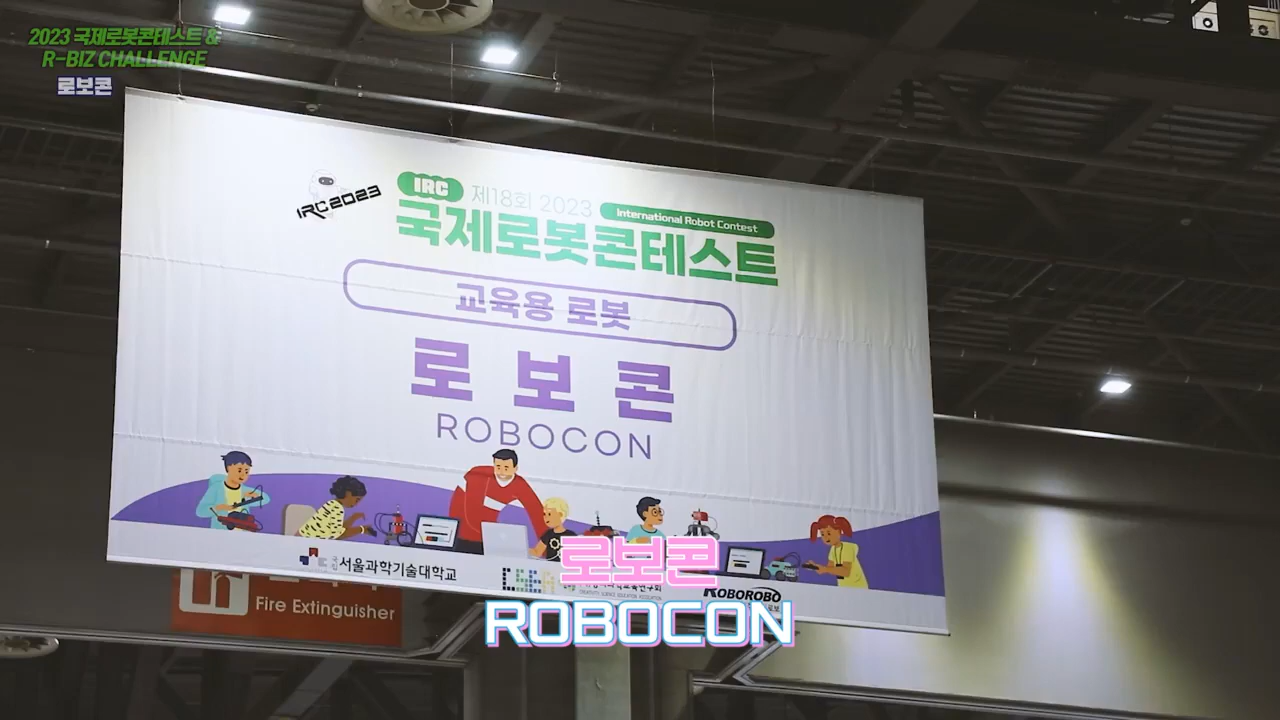 2023 국제로봇콘테스트 &
R-BIZ CHALLENGE
로보콘
IRC2023
IRC 제18회 2023 International Robot Contest
국제로봇콘테스트
교육용 로봇
로 보 콘
ROBOCON
서울과학기술대학교
ROBOROBO
Fire Extinguisher
로보콘
ROBOCON